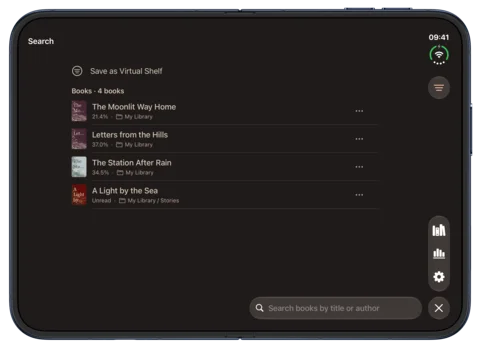 Search
09:41
Save as Virtual Shelf
Books · 4 books
The Moonlit Way Home
21.4% · My Library
Letters from the Hills
37.0% · My Library
The Station After Rain
34.5% · My Library
A Light by the Sea
Unread · My Library / Stories
Search books by title or author